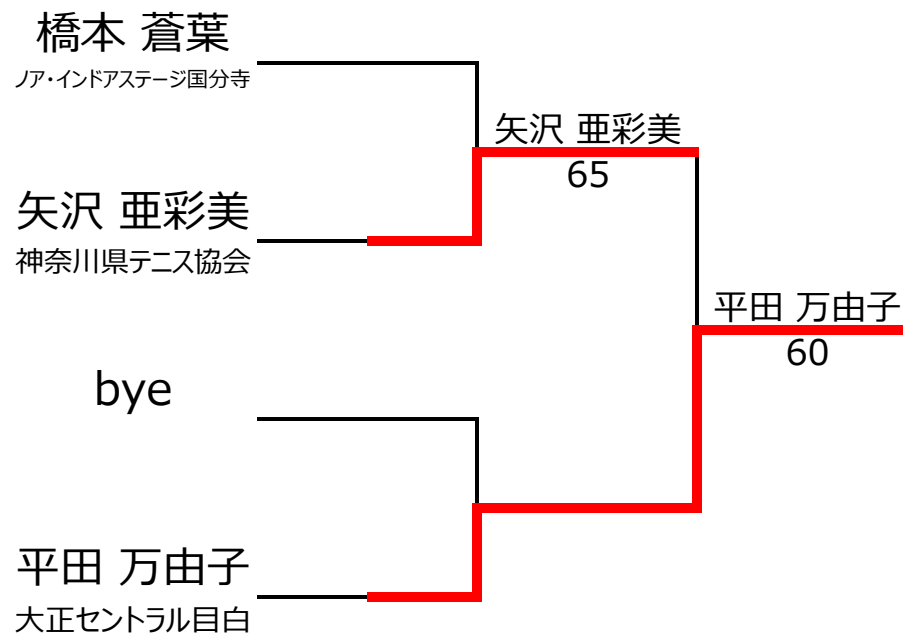 橋本 蒼葉
ノア・インドアステージ国分寺
矢沢 亜彩美
65
矢沢 亜彩美
神奈川県テニス協会
平田 万由子
60
bye
平田 万由子
大正セントラル目白